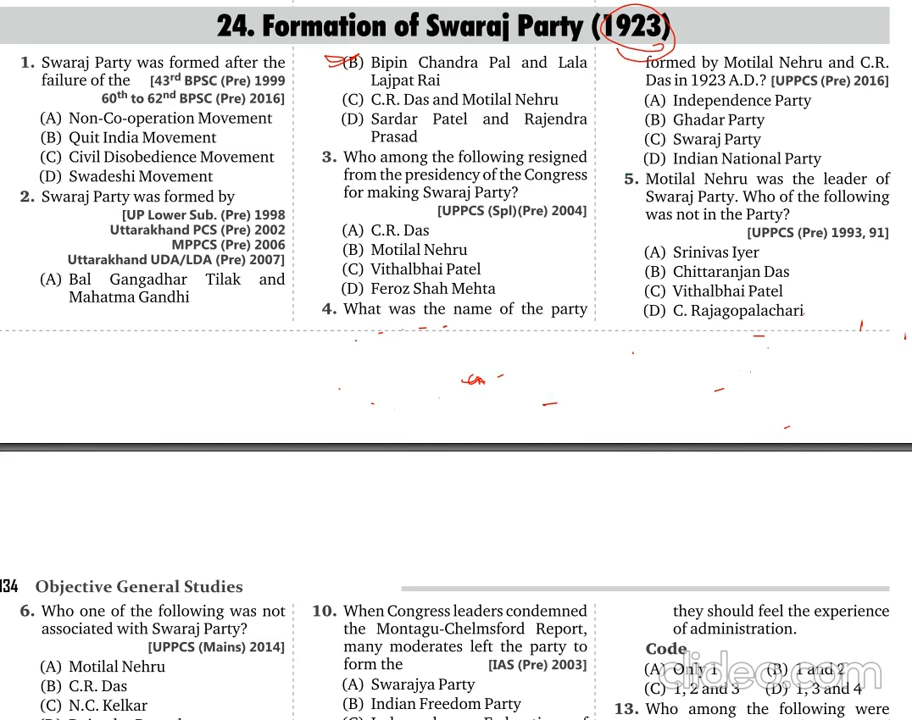 24. Formation of Swaraj Party (1923)
1. Swaraj Party was formed after the
failure of the [43rd BPSC (Pre) 1999
60th to 62nd BPSC (Pre) 2016]
(A) Non-Co-operation Movement
(B) Quit India Movement
(C) Civil Disobedience Movement
(D) Swadeshi Movement
2. Swaraj Party was formed by
[UP Lower Sub. (Pre) 1998
Uttarakhand PCS (Pre) 2002
MPPCS (Pre) 2006
Uttarakhand UDA/LDA (Pre) 2007]
(A) Bal Gangadhar Tilak and
Mahatma Gandhi
(B) Bipin Chandra Pal and Lala
Lajpat Rai
(C) C.R. Das and Motilal Nehru
(D) Sardar Patel and Rajendra
Prasad
3. Who among the following resigned
from the presidency of the Congress
for making Swaraj Party?
[UPPCS (Spl)(Pre) 2004]
(A) C.R. Das
(B) Motilal Nehru
(C) Vithalbhai Patel
(D) Feroz Shah Mehta
4. What was the name of the party
formed by Motilal Nehru and C.R.
Das in 1923 A.D.? [UPPCS (Pre) 2016]
(A) Independence Party
(B) Ghadar Party
(C) Swaraj Party
(D) Indian National Party
5. Motilal Nehru was the leader of
Swaraj Party. Who of the following
was not in the Party?
[UPPCS (Pre) 1993, 91]
(A) Srinivas Iyer
(B) Chittaranjan Das
(C) Vithalbhai Patel
(D) C. Rajagopalachari
134 Objective General Studies
6. Who one of the following was not
associated with Swaraj Party?
[UPPCS (Mains) 2014]
(A) Motilal Nehru
(B) C.R. Das
(C) N.C. Kelkar
10. When Congress leaders condemned
the Montagu-Chelmsford Report,
many moderates left the party to
form the [IAS (Pre) 2003]
(A) Swarajya Party
(B) Indian Freedom Party
they should feel the experience
of administration.
Code
(A) Only 1 (B) 1 and 2
(C) 1, 2 and 3 (D) 1, 3 and 4
13. Who among the following were
clideo.com